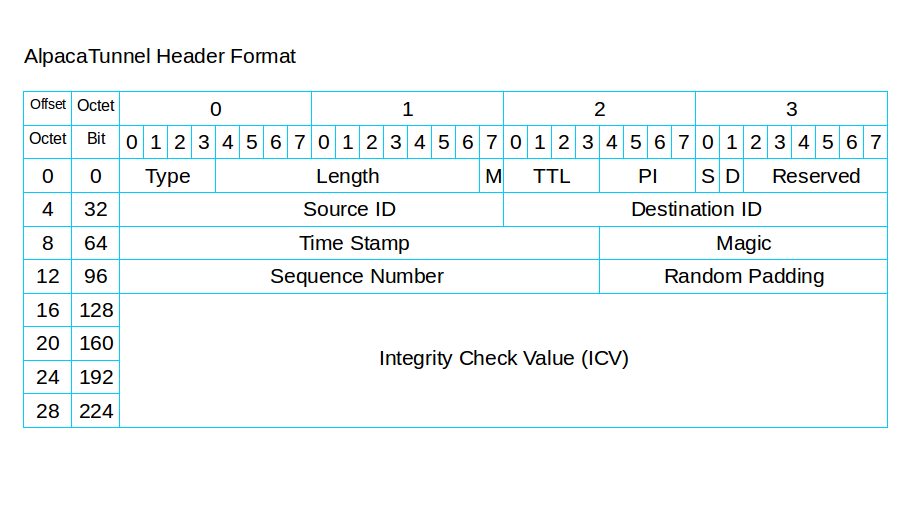 AlpacaTunnel Header Format
Offset Octet 0 1 2 3
Octet Bit 0 1 2 3 4 5 6 7 0 1 2 3 4 5 6 7 0 1 2 3 4 5 6 7 0 1 2 3 4 5 6 7
0 0 Type Length M TTL PI S D Reserved
4 32 Source ID Destination ID
8 64 Time Stamp Magic
12 96 Sequence Number Random Padding
16 128
20 160
Integrity Check Value (ICV)
24 192
28 224